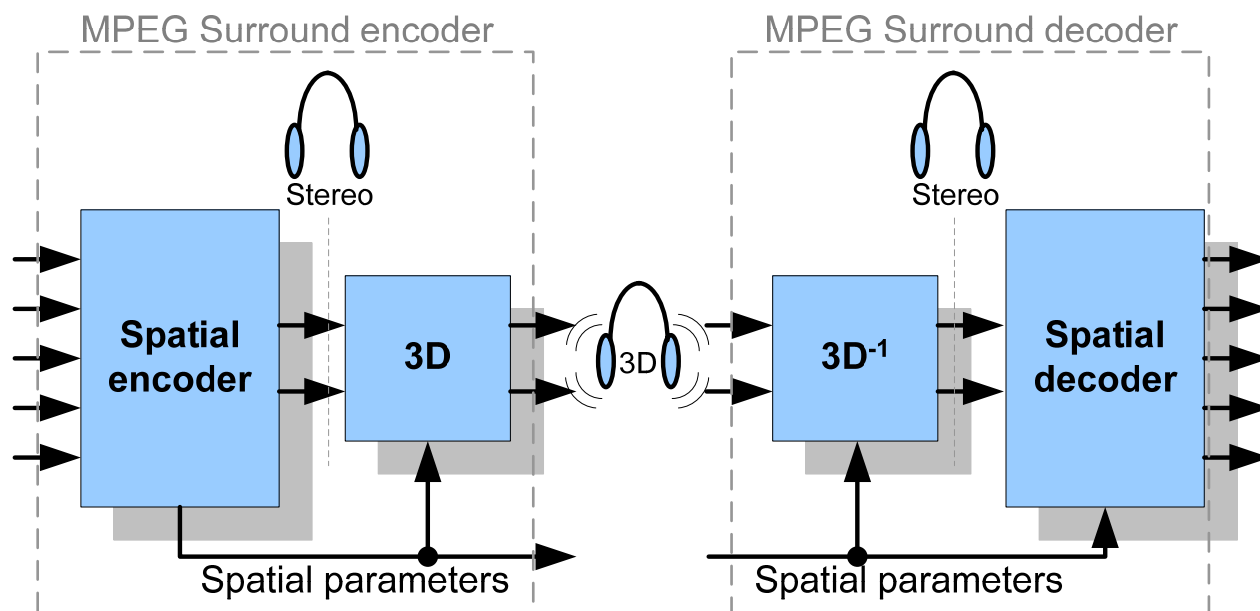 MPEG Surround encoder
MPEG Surround decoder
Stereo
Stereo
Spatial
encoder
3D
3D
3D-1
Spatial
decoder
Spatial parameters
Spatial parameters